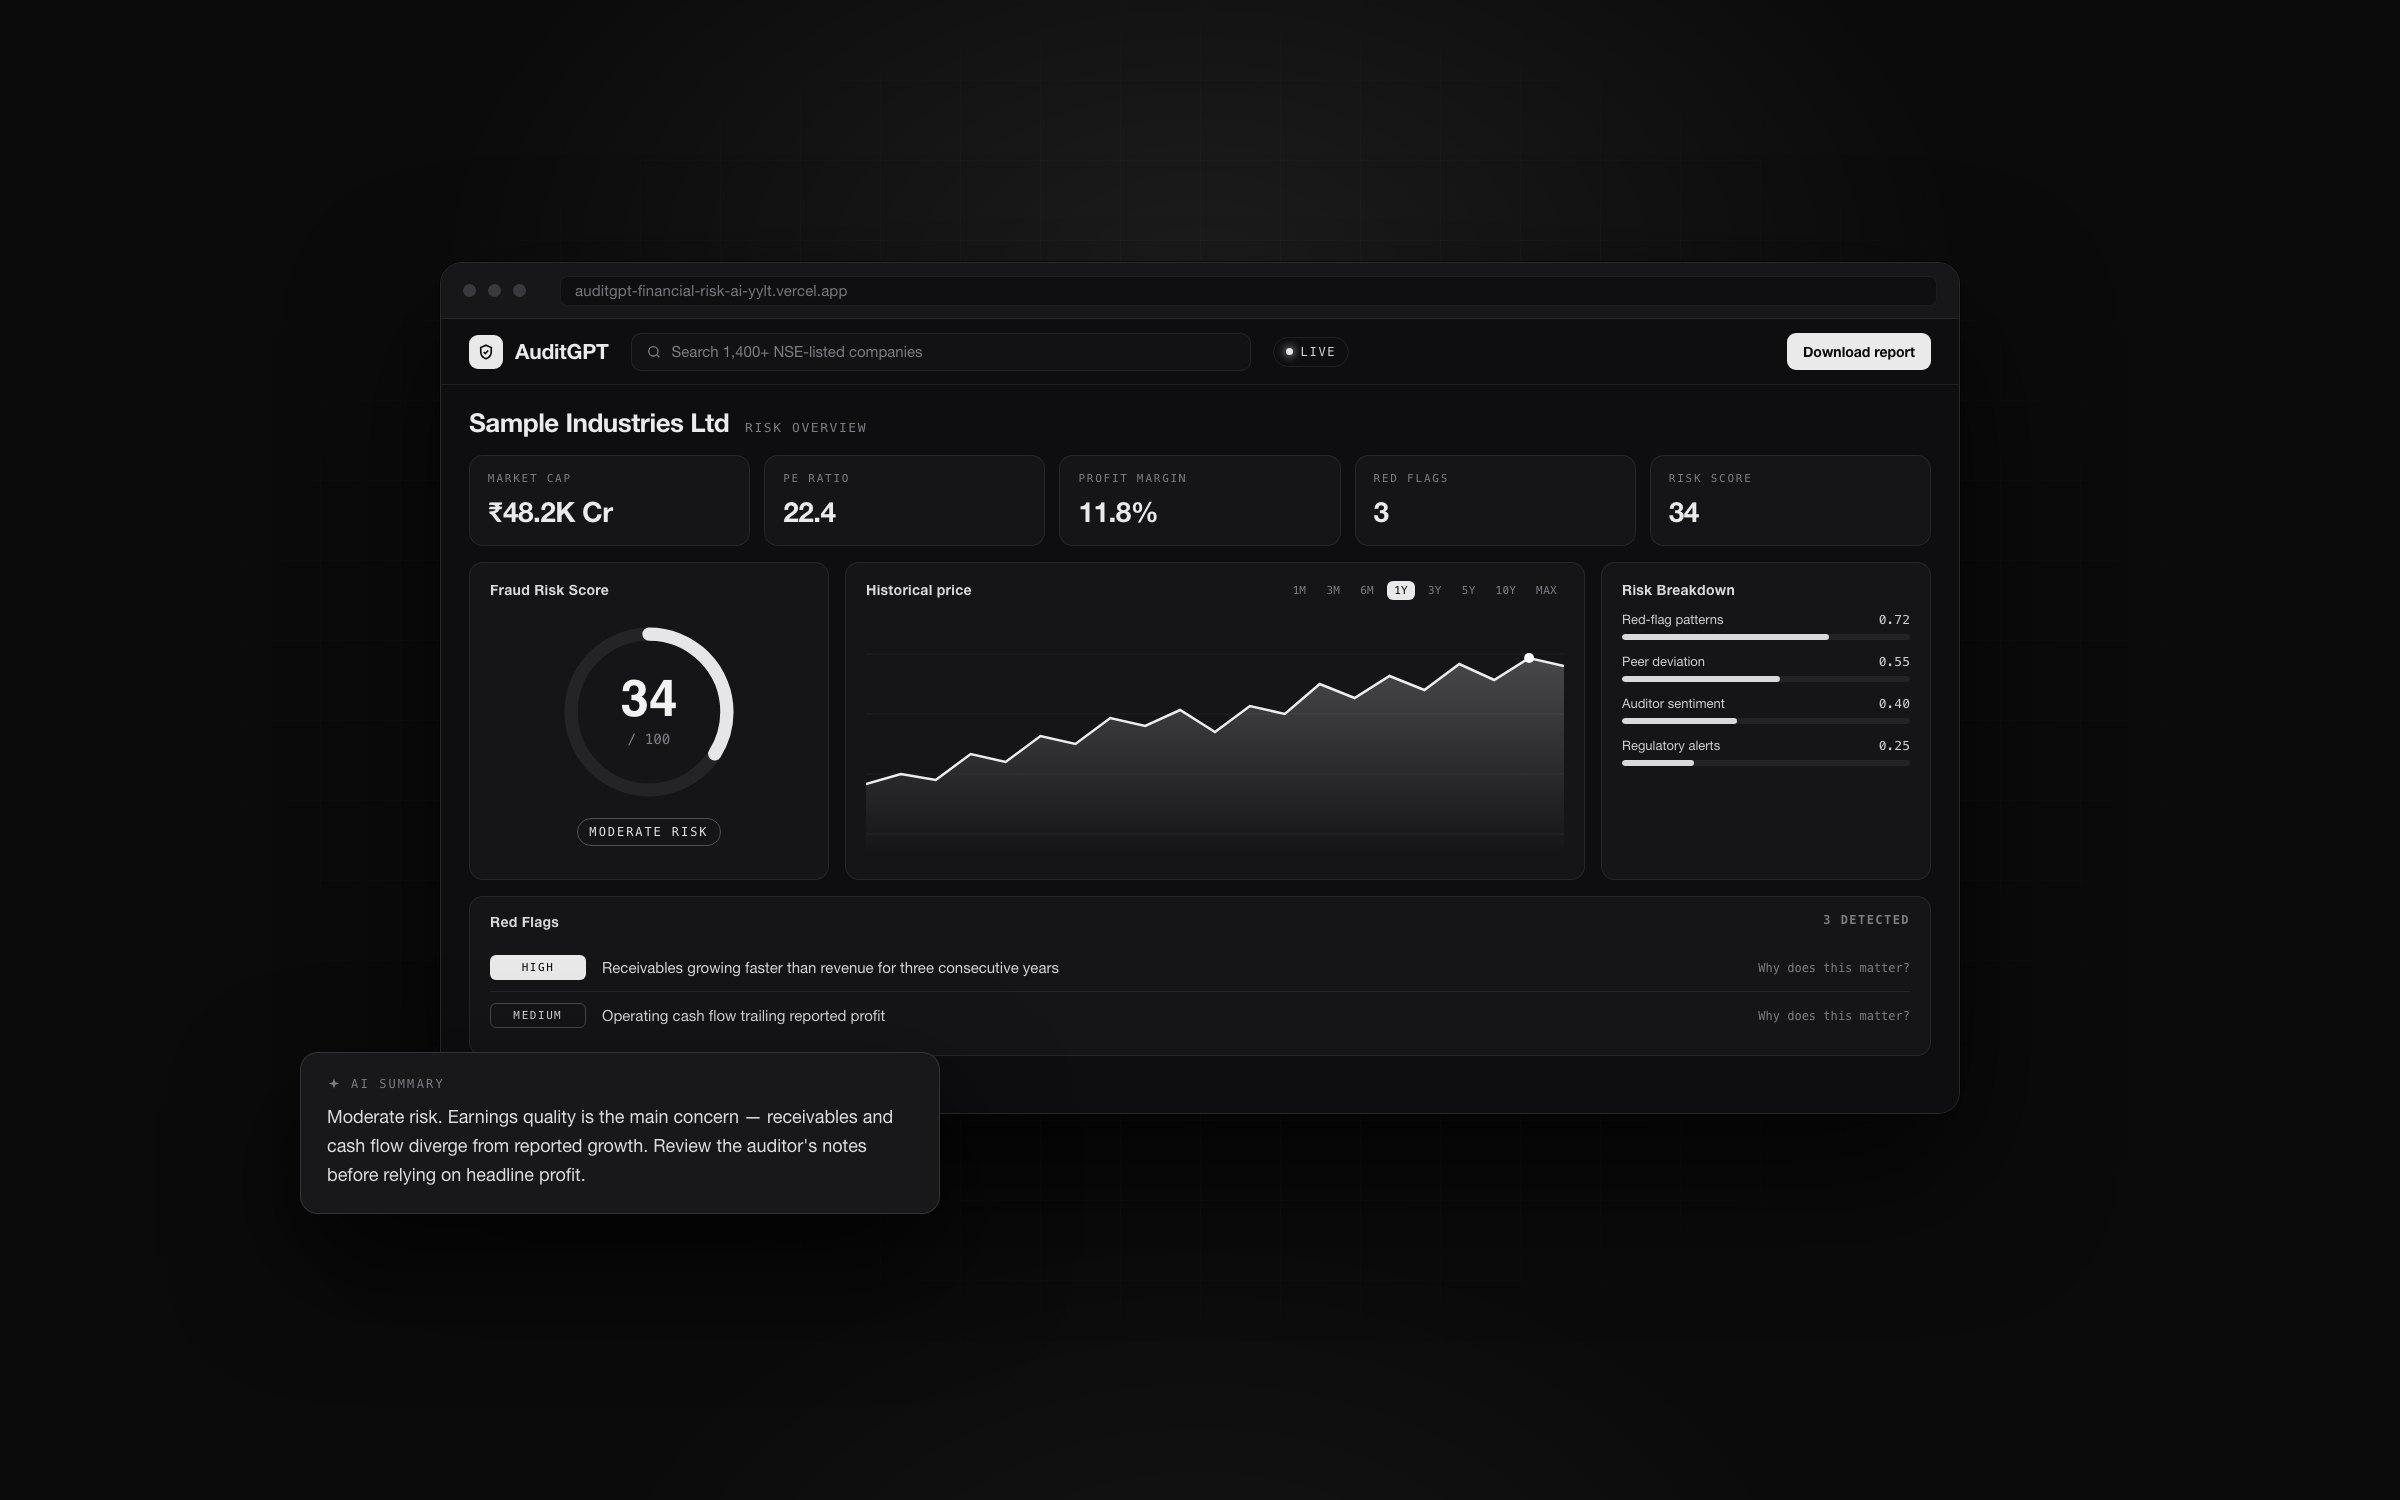 auditgpt-financial-risk-ai-yylt.vercel.app
AuditGPT
Search 1,400+ NSE-listed companies
LIVE
Download report
Sample Industries Ltd RISK OVERVIEW
MARKET CAP
₹48.2K Cr
PE RATIO
22.4
PROFIT MARGIN
11.8%
RED FLAGS
3
RISK SCORE
34
Fraud Risk Score
34
/ 100
MODERATE RISK
Historical price
1M 3M 6M 1Y 3Y 5Y 10Y MAX
Risk Breakdown
Red-flag patterns 0.72
Peer deviation 0.55
Auditor sentiment 0.40
Regulatory alerts 0.25
Red Flags
3 DETECTED
HIGH Receivables growing faster than revenue for three consecutive years Why does this matter?
MEDIUM Operating cash flow trailing reported profit Why does this matter?
AI SUMMARY
Moderate risk. Earnings quality is the main concern — receivables and
cash flow diverge from reported growth. Review the auditor's notes
before relying on headline profit.